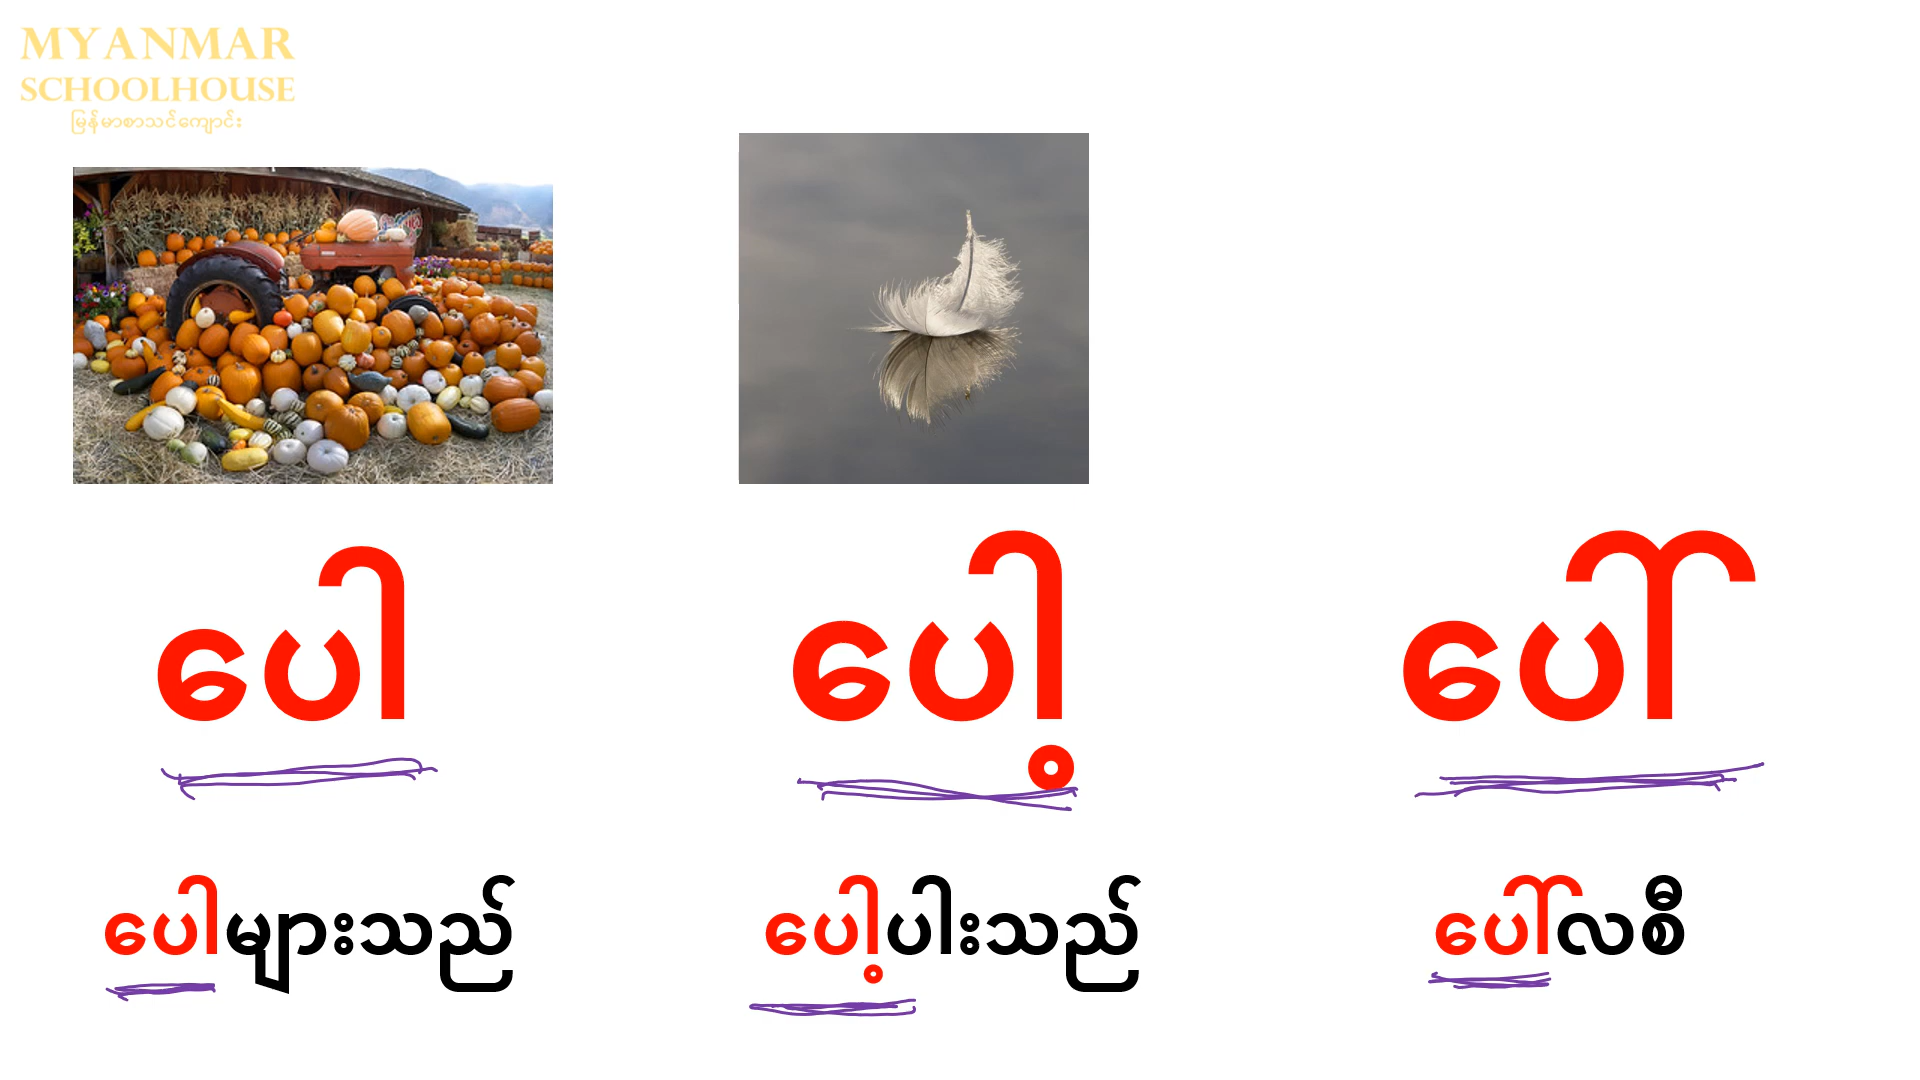 MYANMAR
SCHOOLHOUSE
မြန်မာစာသင်ကျောင်း
ပေါ
ပေါ့
ပေါ်
ပေါများသည်
ပေါ့ပါးသည်
ပေါ်လစီ